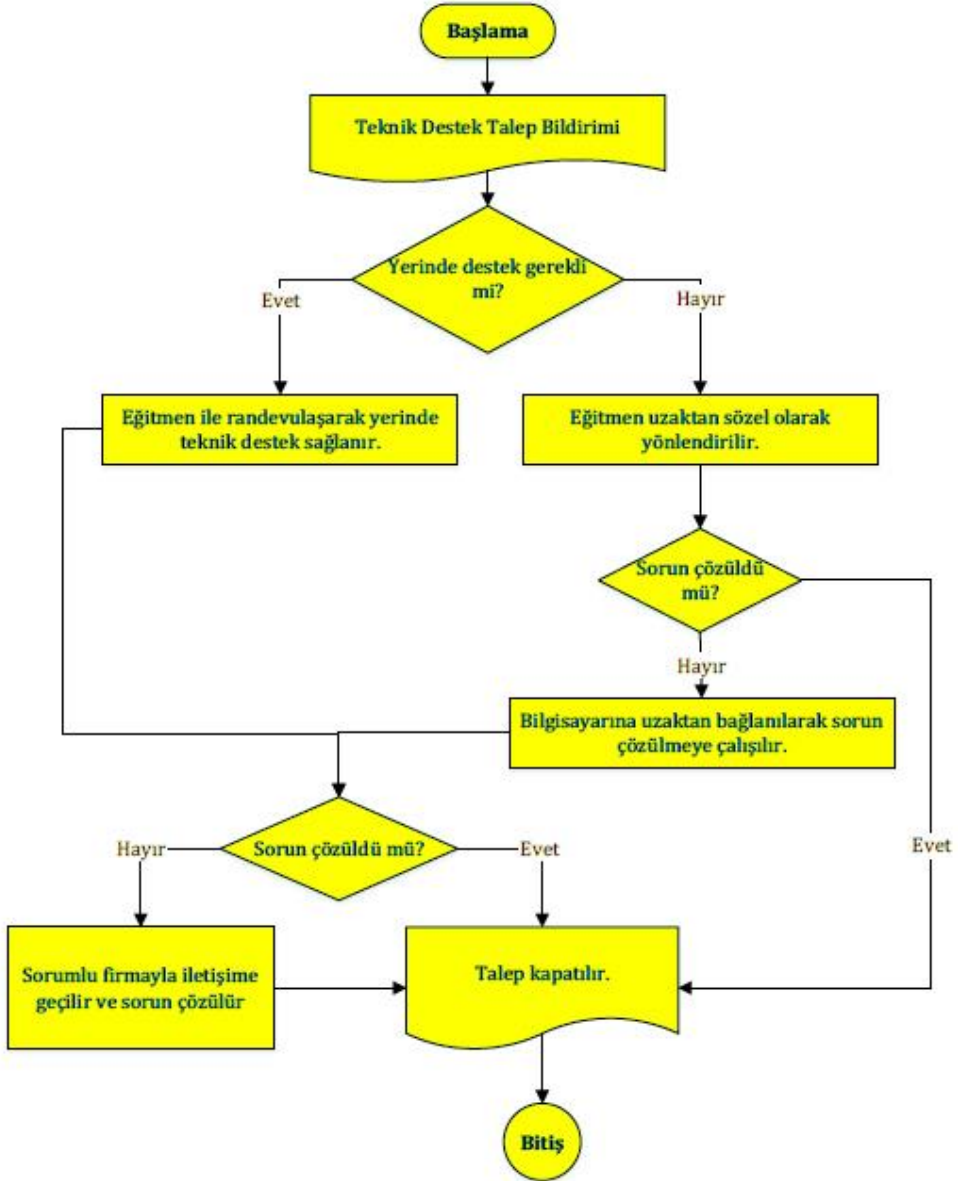 Başlama
Teknik Destek Talep Bildirimi
Yerinde destek gerekli
mi?
Evet
Hayır
Eğitmen ile randevulaşarak yerinde
teknik destek sağlanır.
Eğitmen uzaktan sözel olarak
yönlendirilir.
Sorun çözüldü
mü?
Hayır
Bilgisayarına uzaktan bağlanılarak sorun
çözülmeye çalışılır.
Hayır
Sorun çözüldü mü?
Evet
Evet
Sorumlu firmayla iletişime
geçilir ve sorun çözülür
Talep kapatılır.
Bitiş